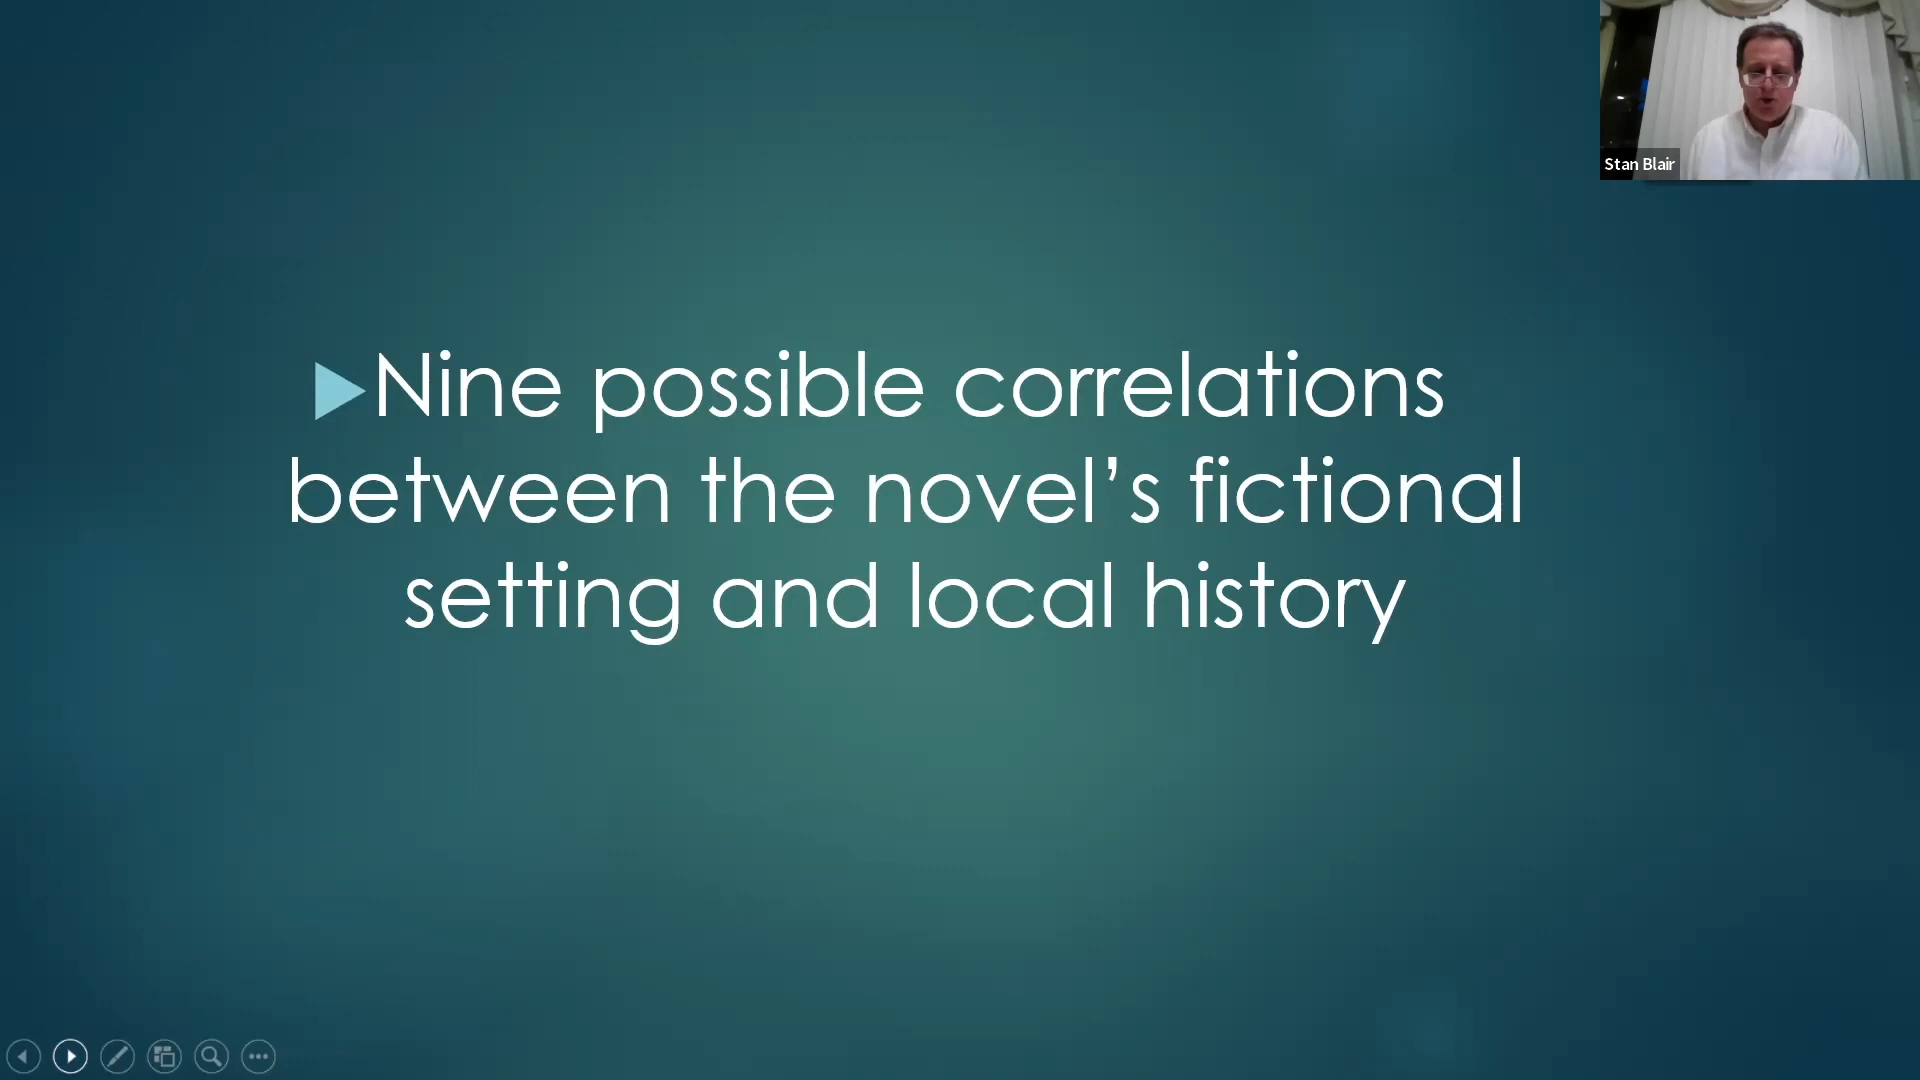 Stan Blair
Nine possible correlations
between the novel’s fictional
setting and local history